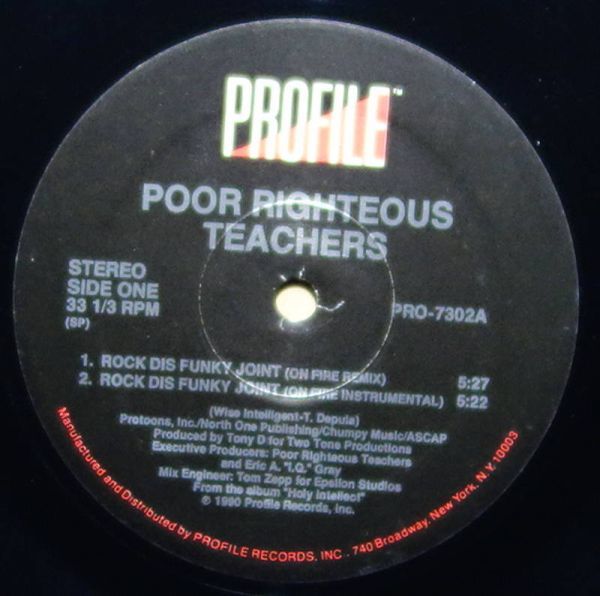 PROFILE™
POOR RIGHTEOUS
TEACHERS
STEREO
SIDE ONE
33 1/3 RPM
(SP)
PRO-7302A
1. ROCK DIS FUNKY JOINT (ON FIRE REMIX) 5:27
2. ROCK DIS FUNKY JOINT (ON FIRE INSTRUMENTAL) 5:22
(Wise Intelligent-T. Depula)
Protoons, Inc./North One Publishing/Chumpy Music/ASCAP
Produced by Tony D for Two Tone Productions
Executive Producers: Poor Righteous Teachers
and Eric A. "I.Q." Gray
Mix Engineer: Tom Zepp for Epsilon Studios
From the album "Holy Intellect"
© 1990 Profile Records, Inc.
Manufactured and Distributed by PROFILE RECORDS, INC. 740 Broadway, New York, N.Y. 10003